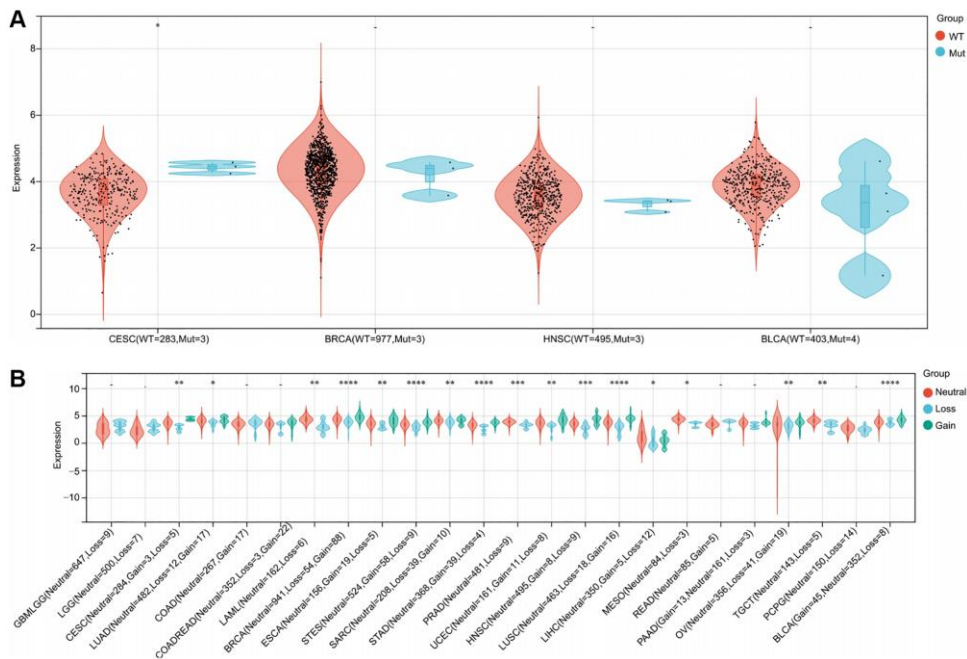 A
Group
WT
Mut
* - - -
8
6
4
2
0
Expression
CESC(WT=283,Mut=3)
BRCA(WT=977,Mut=3)
HNSC(WT=495,Mut=3)
BLCA(WT=403,Mut=4)
B
Group
Neutral
Loss
Gain
- - ** * - - ** **** ** **** ** **** *** ** *** **** * * - - ** ** - ****
10
5
0
−5
−10
Expression
GBMLGG(Neutral=647,Loss=9)
LGG(Neutral=500,Loss=7)
CESC(Neutral=284,Gain=3,Loss=5)
LUAD(Neutral=482,Loss=12,Gain=17)
COAD(Neutral=267,Gain=17)
COADREAD(Neutral=352,Loss=3,Gain=22)
LAML(Neutral=162,Loss=6)
BRCA(Neutral=941,Loss=54,Gain=88)
ESCA(Neutral=156,Gain=19,Loss=5)
STES(Neutral=524,Gain=58,Loss=9)
SARC(Neutral=208,Loss=39,Gain=10)
STAD(Neutral=368,Gain=39,Loss=4)
PRAD(Neutral=481,Loss=9)
UCEC(Neutral=161,Gain=11,Loss=8)
HNSC(Neutral=495,Gain=8,Loss=9)
LUSC(Neutral=463,Loss=18,Gain=16)
LIHC(Neutral=350,Gain=5,Loss=12)
MESO(Neutral=84,Loss=3)
READ(Neutral=85,Gain=5)
PAAD(Gain=13,Neutral=161,Loss=3)
OV(Neutral=356,Loss=41,Gain=19)
TGCT(Neutral=143,Loss=5)
PCPG(Neutral=150,Loss=14)
BLCA(Gain=45,Neutral=352,Loss=8)